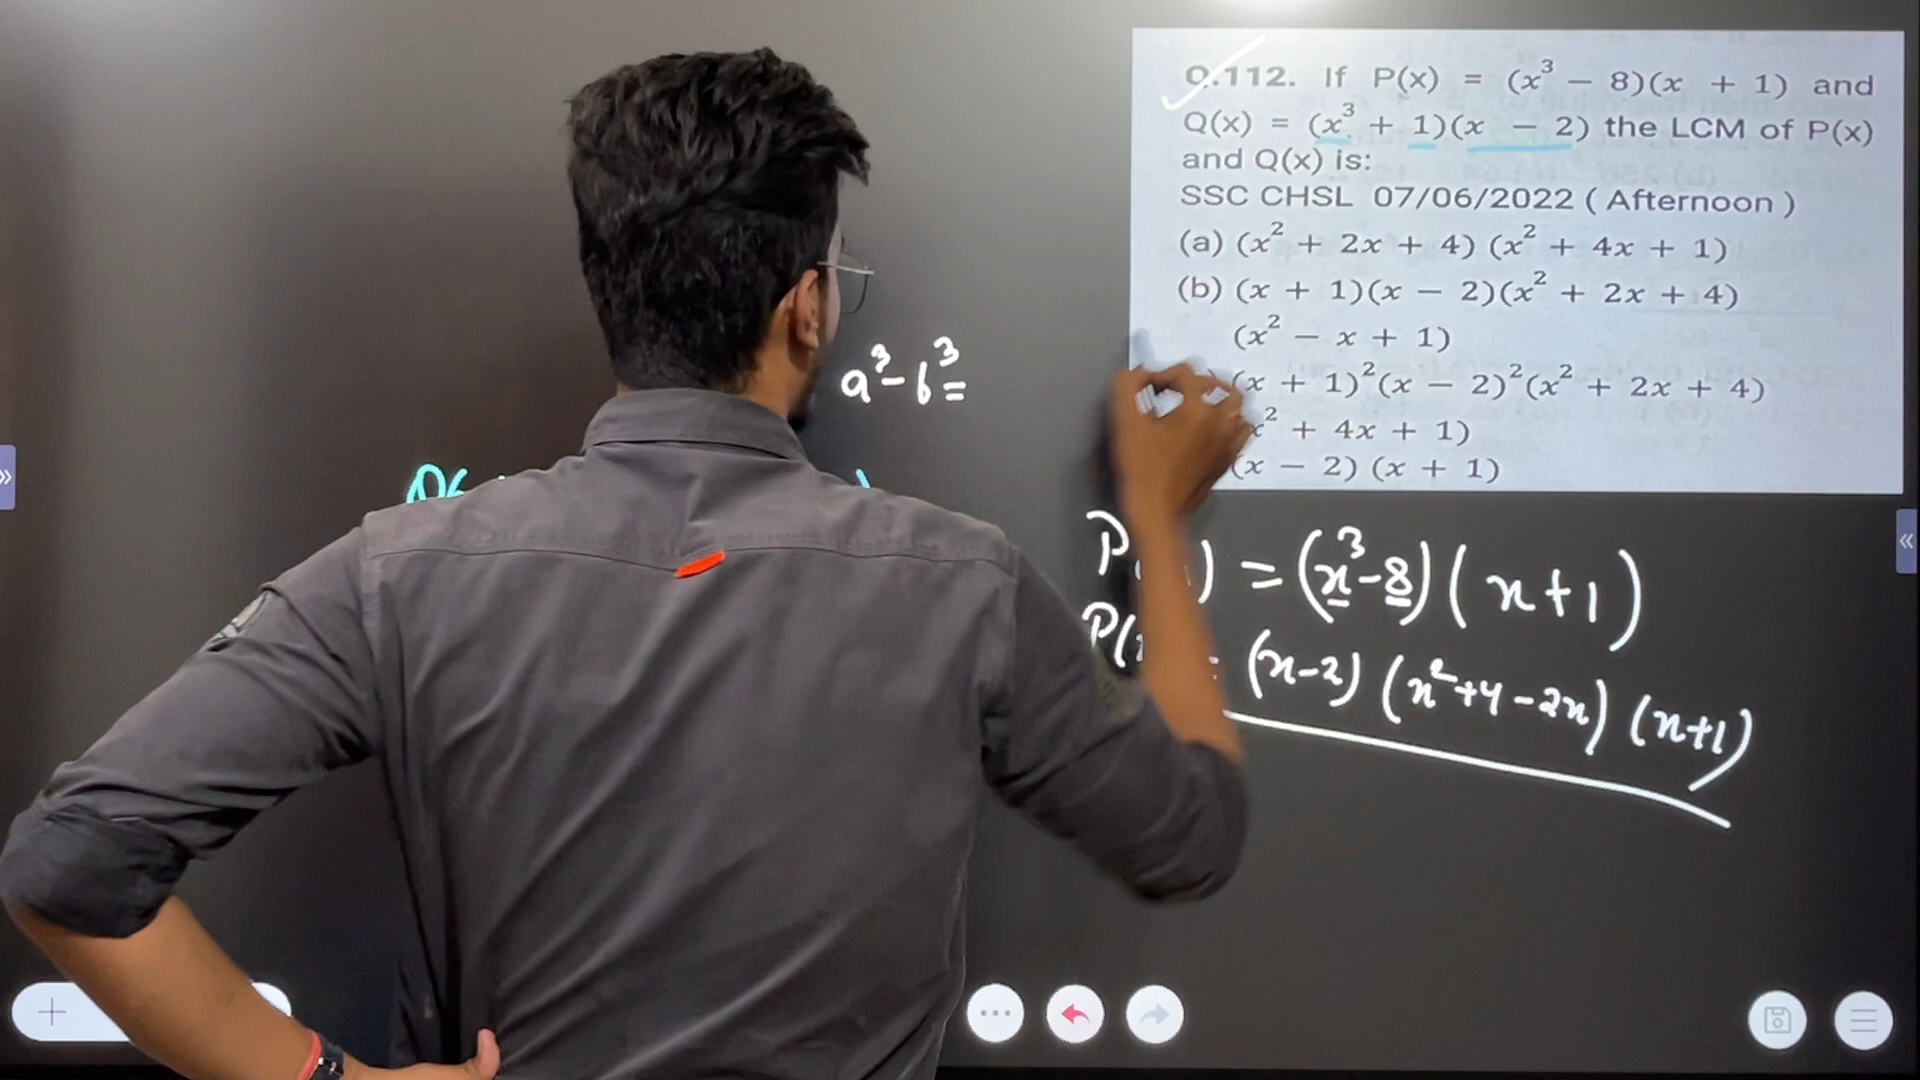 Q.112. If P(x) = (x³ − 8)(x + 1) and
Q(x) = (x³ + 1)(x − 2) the LCM of P(x)
and Q(x) is:
SSC CHSL 07/06/2022 ( Afternoon )
(a) (x² + 2x + 4) (x² + 4x + 1)
(b) (x + 1)(x − 2)(x² + 2x + 4)
(x² − x + 1)
(x + 1)²(x − 2)²(x² + 2x + 4)
x² + 4x + 1)
(x − 2) (x + 1)
a³-b³=
P( ) = (x³-8)(x+1)
P( = (x-2) (x²+4-2x) (x+1)